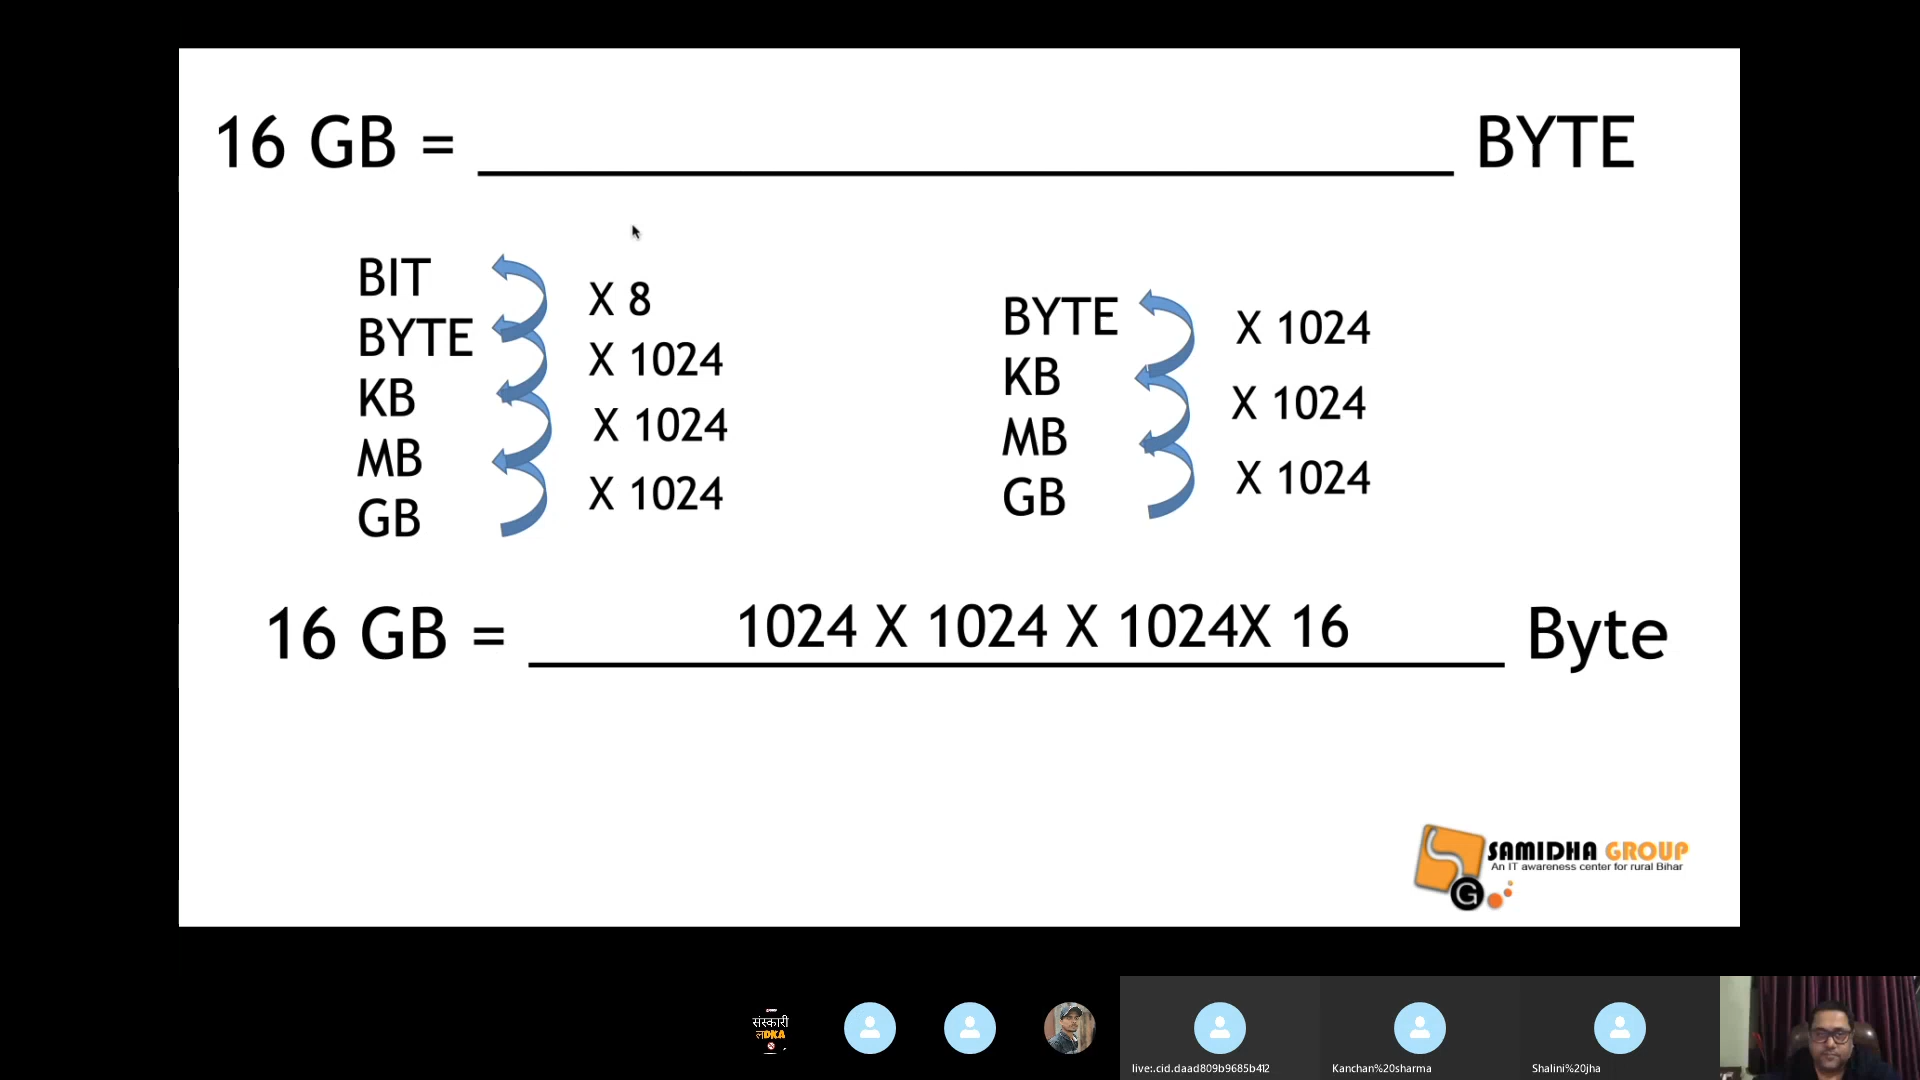 16 GB = ____________ BYTE
BIT
BYTE
KB
MB
GB
X 8
X 1024
X 1024
X 1024
BYTE
KB
MB
GB
X 1024
X 1024
X 1024
16 GB = 1024 X 1024 X 1024X 16 Byte
SAMIDHA GROUP
An IT awareness center for rural Bihar
G
संस्कारी
लDKA
live:.cid.daad809b9685b412
Kanchan%20sharma
Shalini%20jha